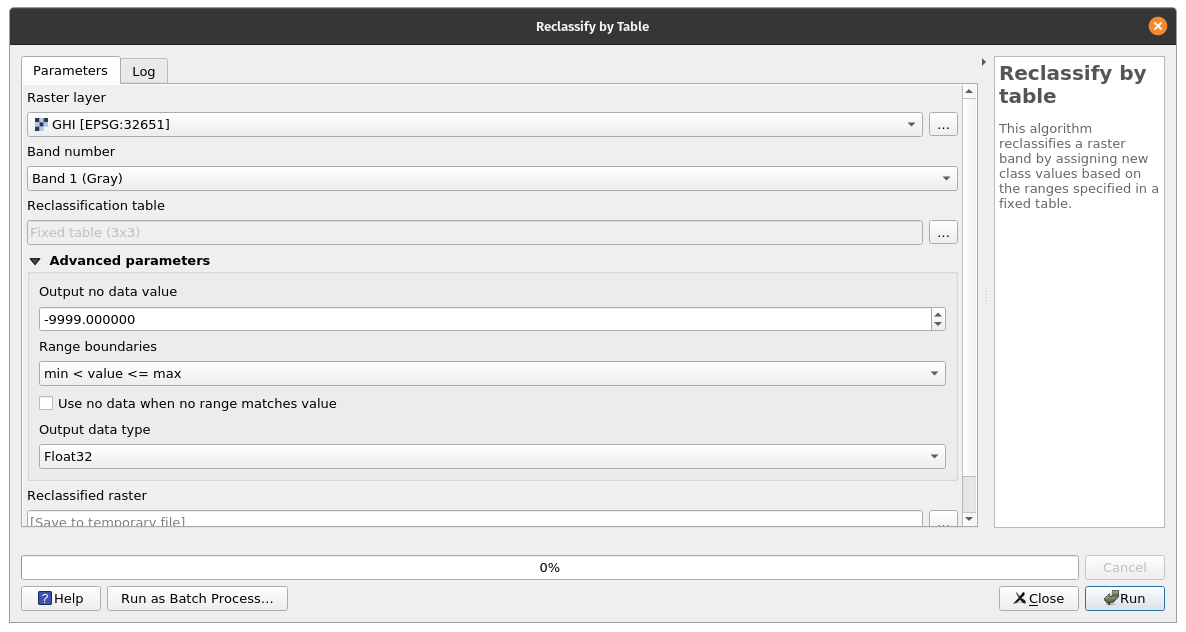 Reclassify by Table
Parameters
Log
Raster layer
GHI [EPSG:32651]
...
Band number
Band 1 (Gray)
Reclassification table
Fixed table (3x3)
...
Advanced parameters
Output no data value
-9999.000000
Range boundaries
min < value <= max
Use no data when no range matches value
Output data type
Float32
Reclassified raster
[Save to temporary file]
...
Reclassify by
table
This algorithm
reclassifies a raster
band by assigning new
class values based on
the ranges specified in a
fixed table.
0%
Cancel
? Help
Run as Batch Process...
Close
Run